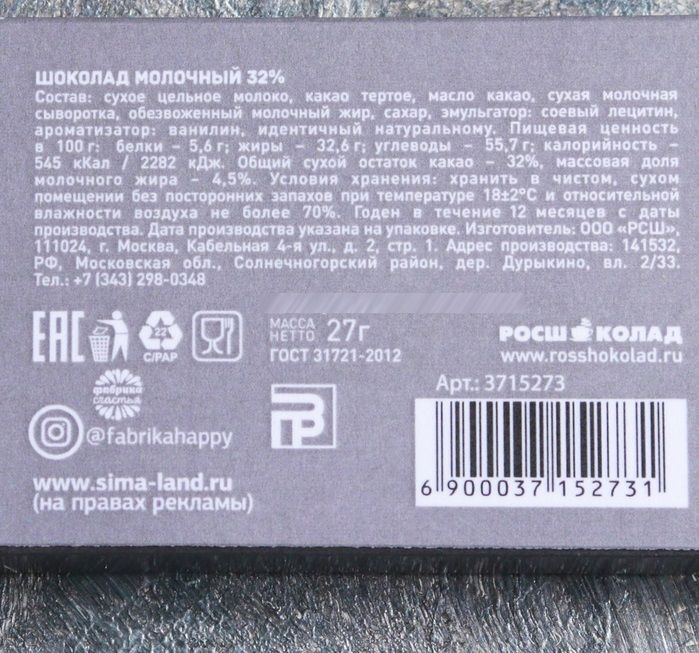 ШОКОЛАД МОЛОЧНЫЙ 32%
Состав: сухое цельное молоко, какао тертое, масло какао, сухая молочная
сыворотка, обезвоженный молочный жир, сахар, эмульгатор: соевый лецитин,
ароматизатор: ванилин, идентичный натуральному. Пищевая ценность
в 100 г: белки – 5,6 г; жиры – 32,6 г; углеводы – 55,7 г; калорийность –
545 кКал / 2282 кДж. Общий сухой остаток какао – 32%, массовая доля
молочного жира – 4,5%. Условия хранения: хранить в чистом, сухом
помещении без посторонних запахов при температуре 18±2°С и относительной
влажности воздуха не более 70%. Годен в течение 12 месяцев с даты
производства. Дата производства указана на упаковке. Изготовитель: ООО «РСШ»,
111024, г. Москва, Кабельная 4-я ул., д. 2, стр. 1. Адрес производства: 141532,
РФ, Московская обл., Солнечногорский район, дер. Дурыкино, вл. 2/33.
Тел.: +7 (343) 298-0348
ЕАС
22
C/PAP
МАССА
НЕТТО 27г
ГОСТ 31721-2012
РОСШОКОЛАД
www.rosshokolad.ru
фабрика
счастья
@fabrikahappy
www.sima-land.ru
(на правах рекламы)
Арт.: 3715273
6 900037 152731